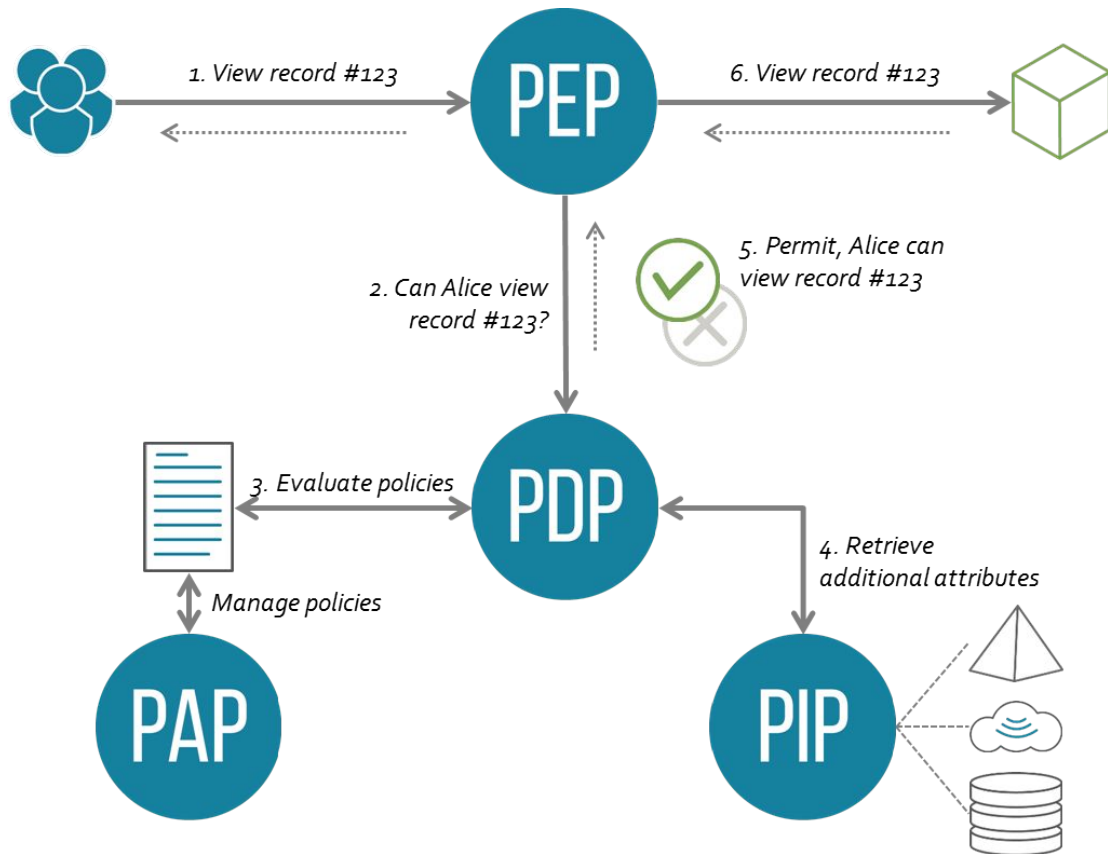 1. View record #123
PEP
6. View record #123
5. Permit, Alice can
view record #123
2. Can Alice view
record #123?
3. Evaluate policies
PDP
4. Retrieve
additional attributes
Manage policies
PAP
PIP